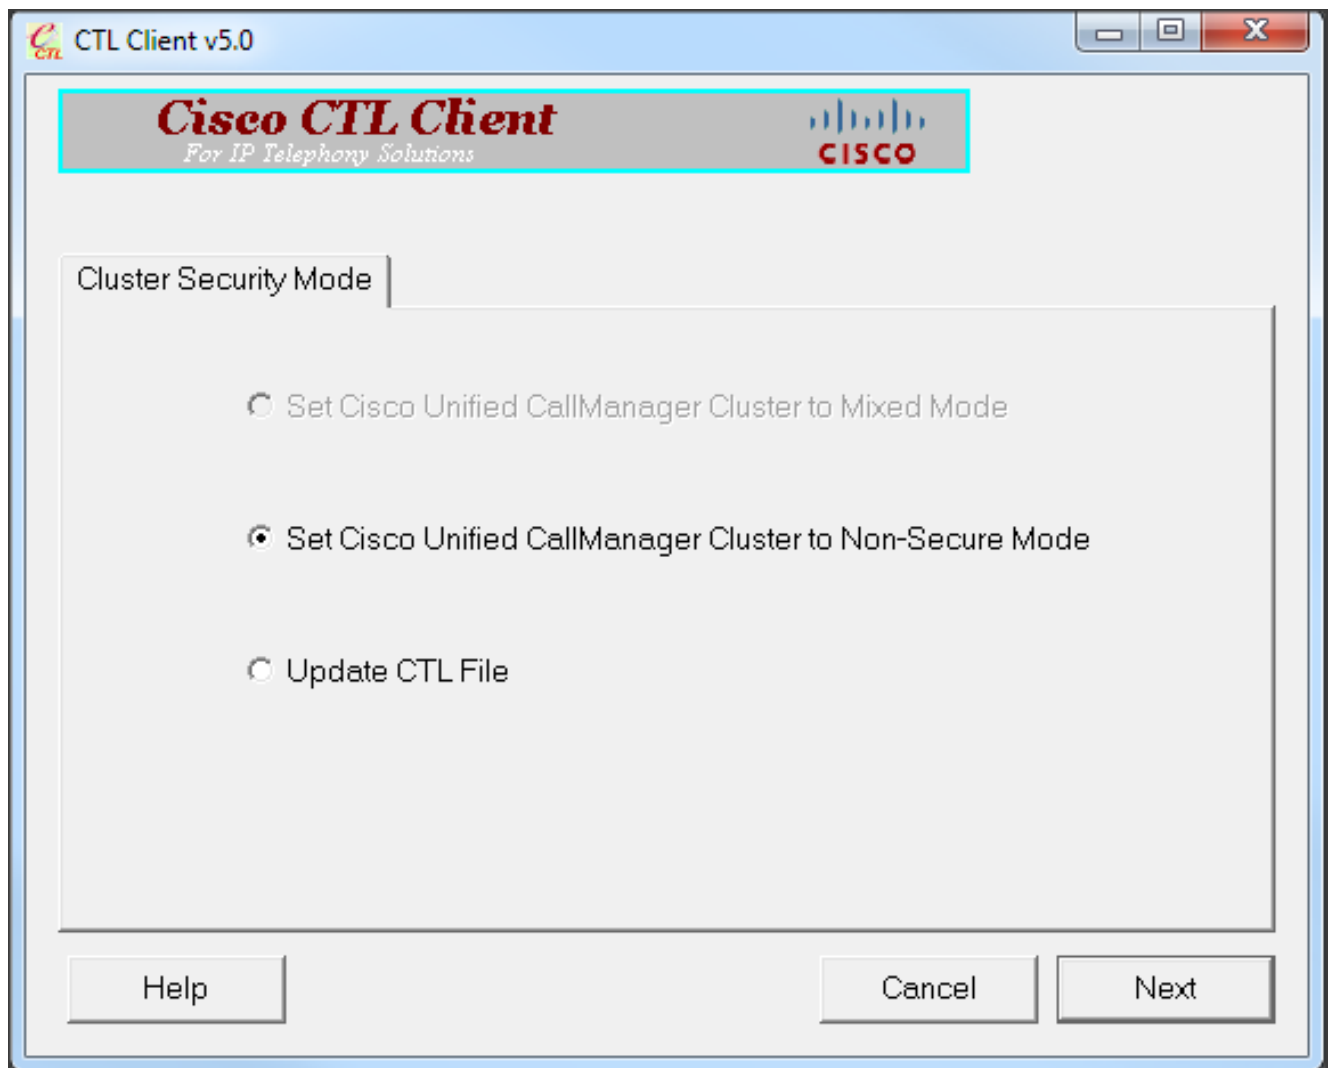 CTL Client v5.0
Cisco CTL Client
For IP Telephony Solutions
CISCO
Cluster Security Mode
Set Cisco Unified CallManager Cluster to Mixed Mode
Set Cisco Unified CallManager Cluster to Non-Secure Mode
Update CTL File
Help
Cancel
Next